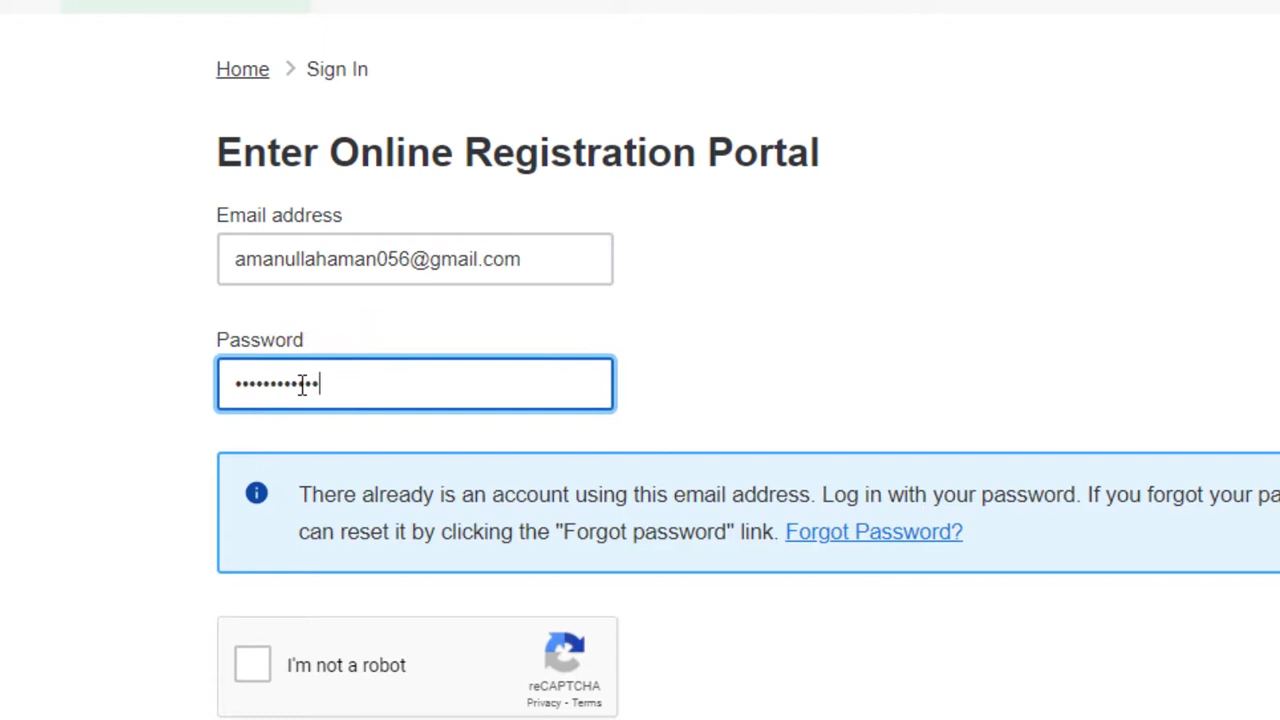 Home > Sign In
Enter Online Registration Portal
Email address
amanullahaman056@gmail.com
Password
••••••••••••
There already is an account using this email address. Log in with your password. If you forgot your
can reset it by clicking the "Forgot password" link. Forgot Password?
I'm not a robot
reCAPTCHA
Privacy - Terms